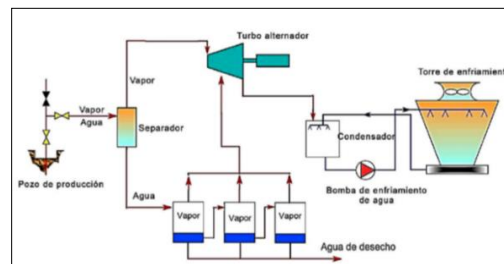 Turbo alternador
Vapor
Torre de enfriamient
Vapor
Agua
Separador
Condensador
Pozo de producción
Agua
Bomba de enfriamiento
de agua
Vapor
Vapor
Vapor
Agua de desecho